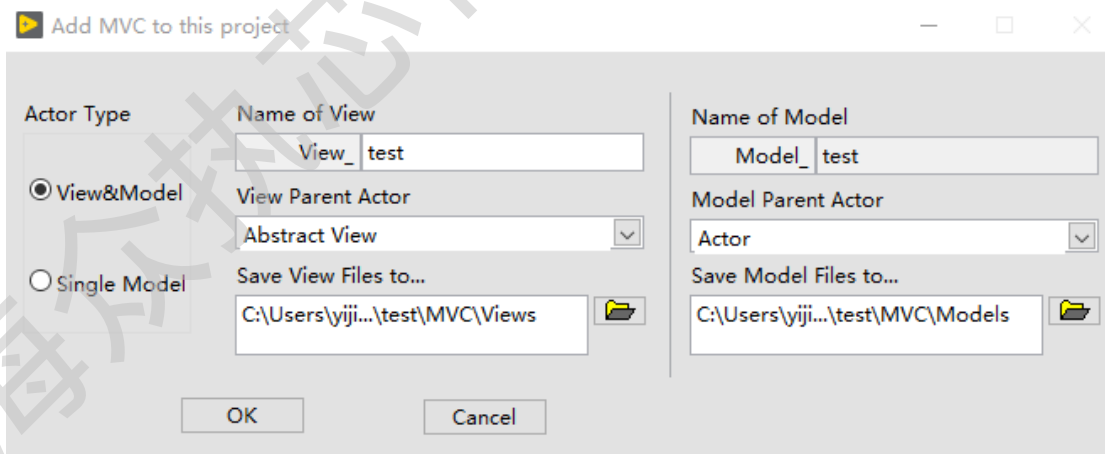 Add MVC to this project
Actor Type
View&Model
Single Model
Name of View
View_ test
View Parent Actor
Abstract View
Save View Files to...
C:\Users\yiji...\test\MVC\Views
Name of Model
Model_ test
Model Parent Actor
Actor
Save Model Files to...
C:\Users\yiji...\test\MVC\Models
OK
Cancel